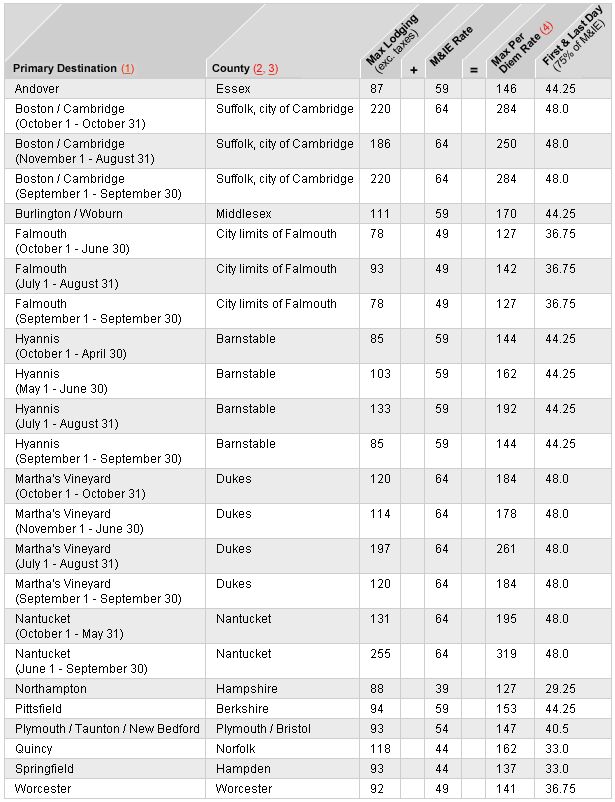 Primary Destination (1) County (2, 3) Max Lodging (exc. taxes) + M&IE Rate = Max Per Diem Rate (4) First & Last Day (75% of M&IE)
Andover Essex 87 59 146 44.25
Boston / Cambridge Suffolk, city of Cambridge 220 64 284 48.0
(October 1 - October 31)
Boston / Cambridge Suffolk, city of Cambridge 186 64 250 48.0
(November 1 - August 31)
Boston / Cambridge Suffolk, city of Cambridge 220 64 284 48.0
(September 1 - September 30)
Burlington / Woburn Middlesex 111 59 170 44.25
Falmouth City limits of Falmouth 78 49 127 36.75
(October 1 - June 30)
Falmouth City limits of Falmouth 93 49 142 36.75
(July 1 - August 31)
Falmouth City limits of Falmouth 78 49 127 36.75
(September 1 - September 30)
Hyannis Barnstable 85 59 144 44.25
(October 1 - April 30)
Hyannis Barnstable 103 59 162 44.25
(May 1 - June 30)
Hyannis Barnstable 133 59 192 44.25
(July 1 - August 31)
Hyannis Barnstable 85 59 144 44.25
(September 1 - September 30)
Martha's Vineyard Dukes 120 64 184 48.0
(October 1 - October 31)
Martha's Vineyard Dukes 114 64 178 48.0
(November 1 - June 30)
Martha's Vineyard Dukes 197 64 261 48.0
(July 1 - August 31)
Martha's Vineyard Dukes 120 64 184 48.0
(September 1 - September 30)
Nantucket Nantucket 131 64 195 48.0
(October 1 - May 31)
Nantucket Nantucket 255 64 319 48.0
(June 1 - September 30)
Northampton Hampshire 88 39 127 29.25
Pittsfield Berkshire 94 59 153 44.25
Plymouth / Taunton / New Bedford Plymouth / Bristol 93 54 147 40.5
Quincy Norfolk 118 44 162 33.0
Springfield Hampden 93 44 137 33.0
Worcester Worcester 92 49 141 36.75